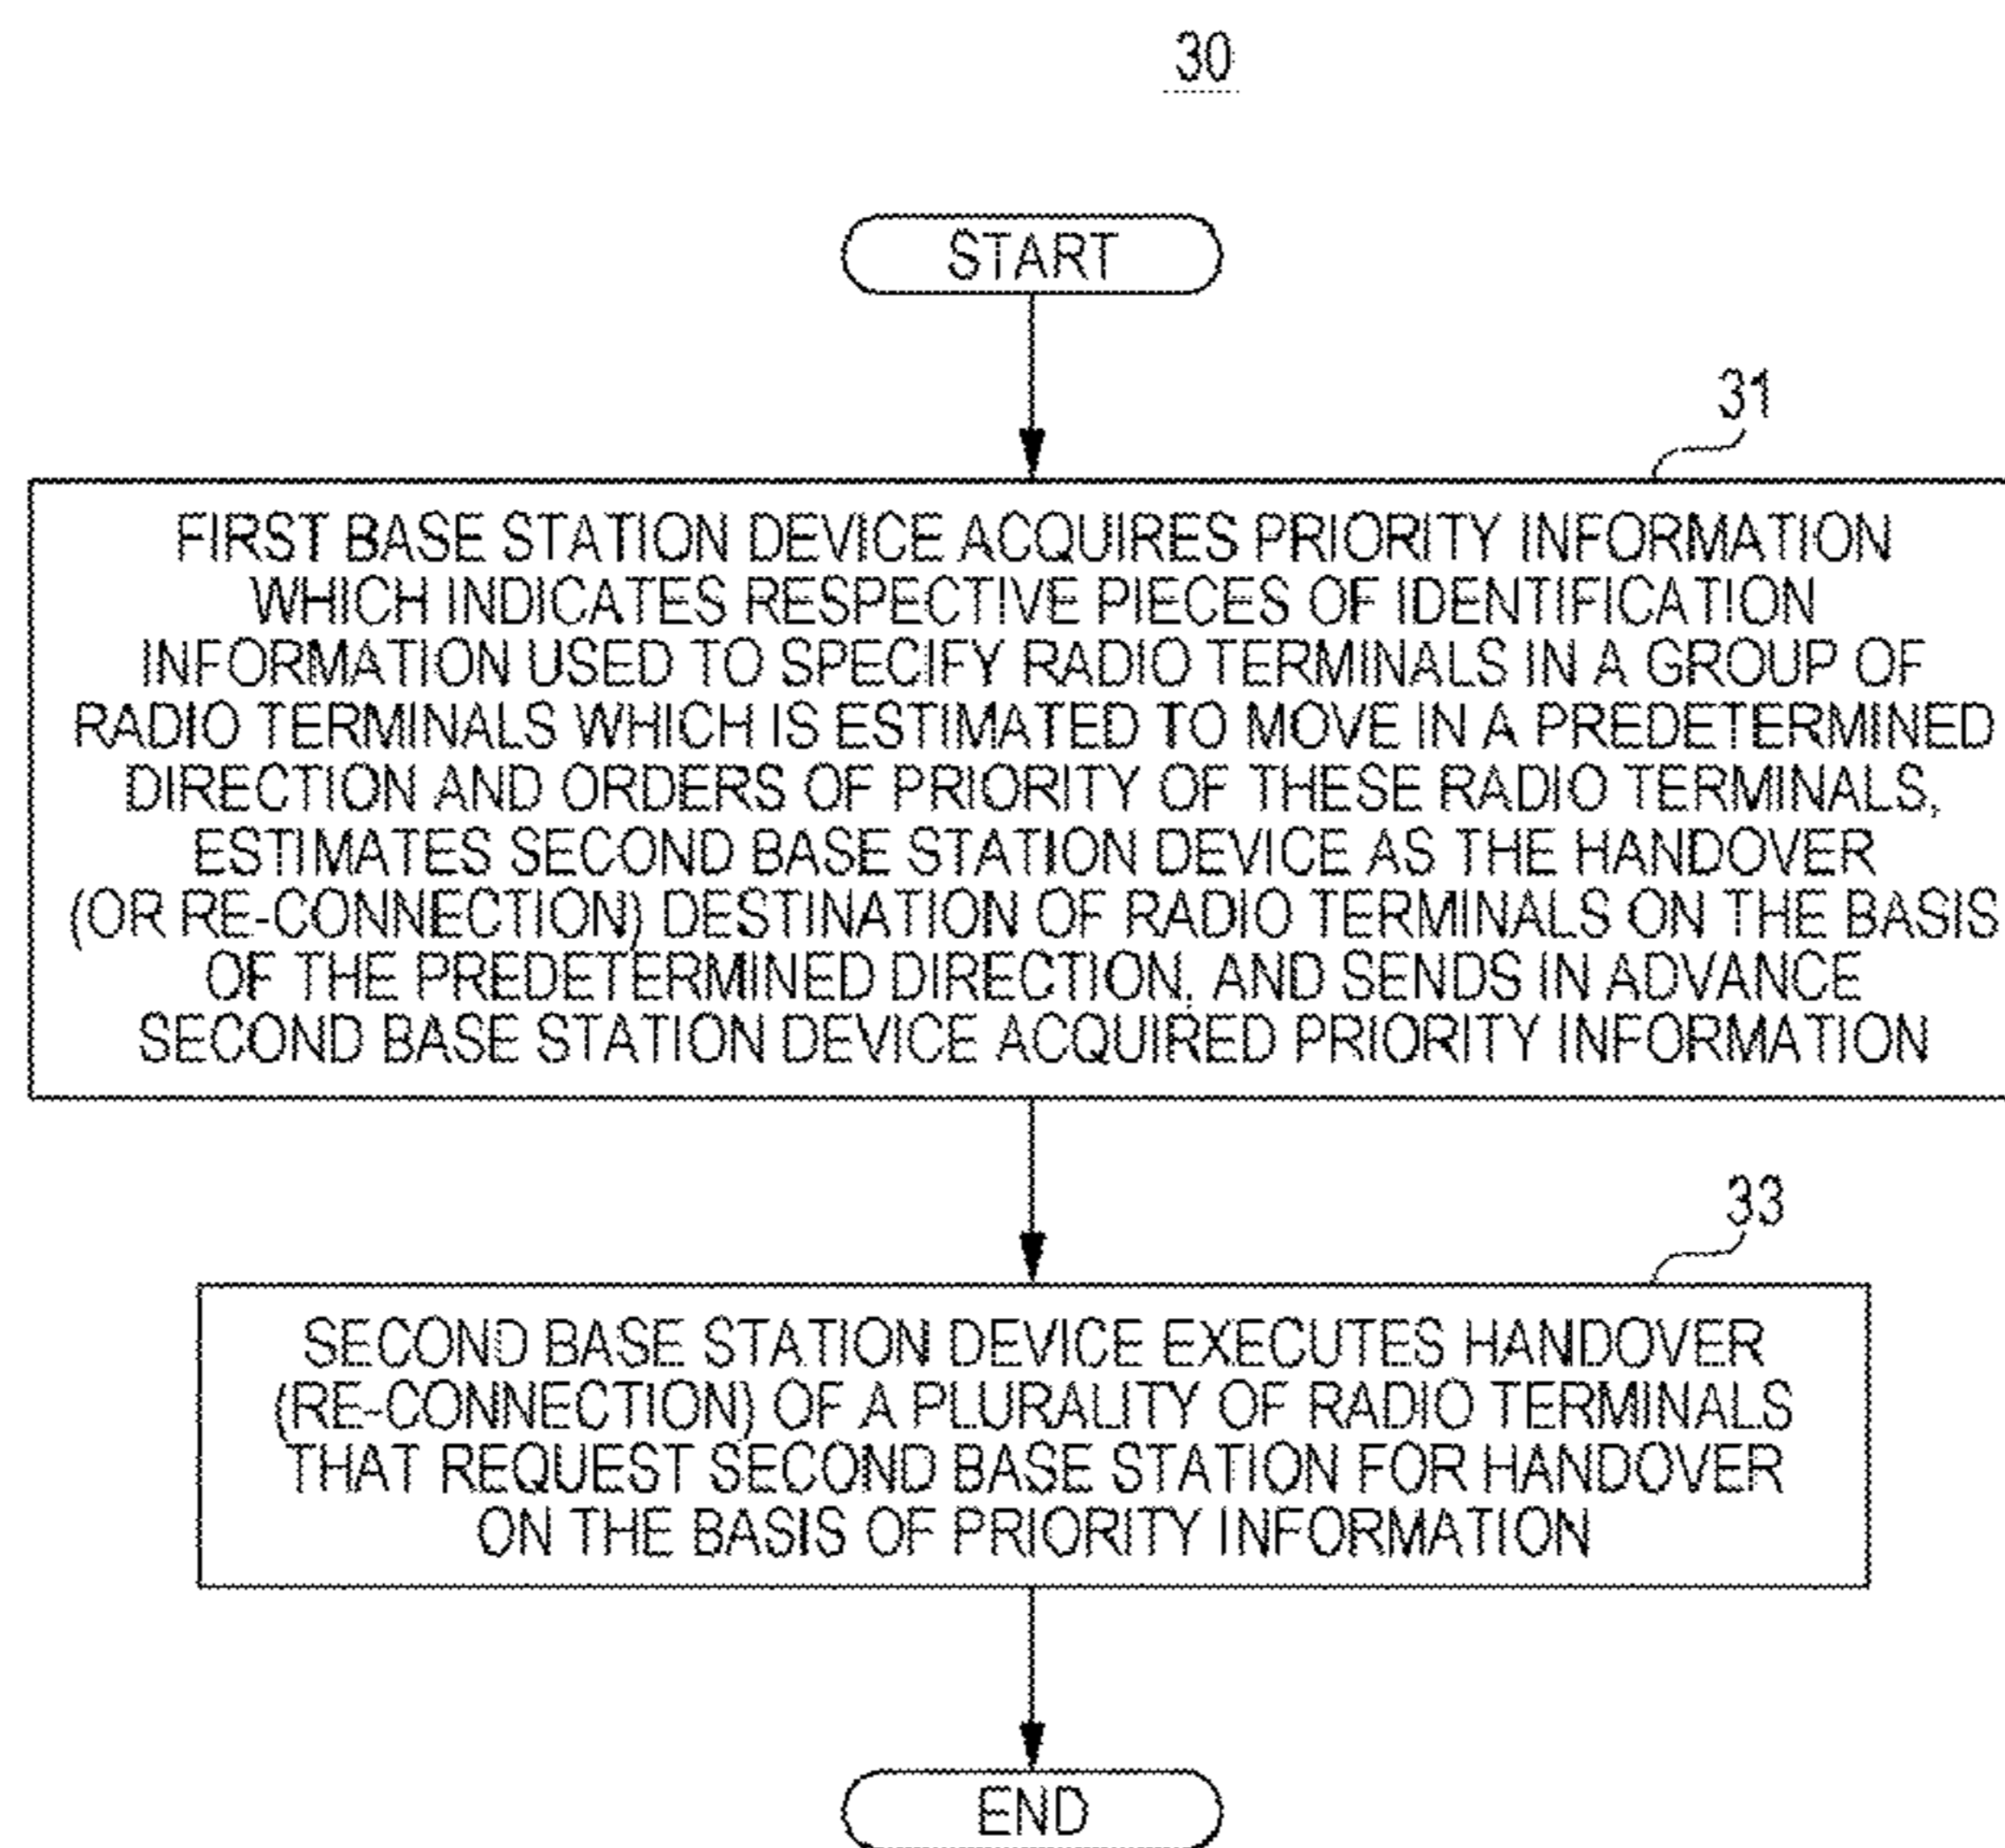 30
START
31
FIRST BASE STATION DEVICE ACQUIRES PRIORITY INFORMATION
WHICH INDICATES RESPECTIVE PIECES OF IDENTIFICATION
INFORMATION USED TO SPECIFY RADIO TERMINALS IN A GROUP OF
RADIO TERMINALS WHICH IS ESTIMATED TO MOVE IN A PREDETERMINED
DIRECTION AND ORDERS OF PRIORITY OF THESE RADIO TERMINALS,
ESTIMATES SECOND BASE STATION DEVICE AS THE HANDOVER
(OR RE-CONNECTION) DESTINATION OF RADIO TERMINALS ON THE BASIS
OF THE PREDETERMINED DIRECTION, AND SENDS IN ADVANCE
SECOND BASE STATION DEVICE ACQUIRED PRIORITY INFORMATION
33
SECOND BASE STATION DEVICE EXECUTES HANDOVER
(RE-CONNECTION) OF A PLURALITY OF RADIO TERMINALS
THAT REQUEST SECOND BASE STATION FOR HANDOVER
ON THE BASIS OF PRIORITY INFORMATION
END